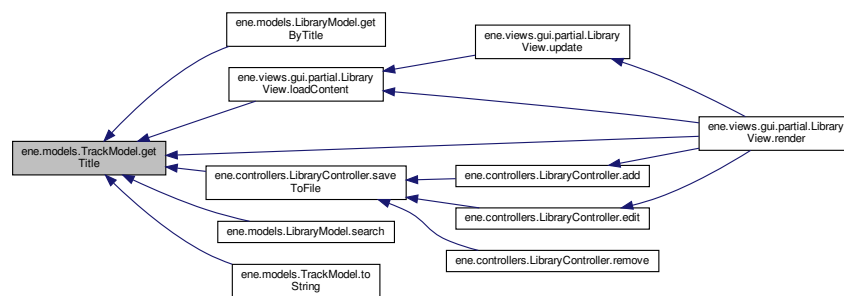 ene.models.LibraryModel.get
ByTitle
ene.views.gui.partial.Library
View.update
ene.views.gui.partial.Library
View.loadContent
ene.views.gui.partial.Library
View.render
ene.models.TrackModel.get
Title
ene.controllers.LibraryController.save
ToFile
ene.controllers.LibraryController.add
ene.controllers.LibraryController.edit
ene.models.LibraryModel.search
ene.controllers.LibraryController.remove
ene.models.TrackModel.to
String